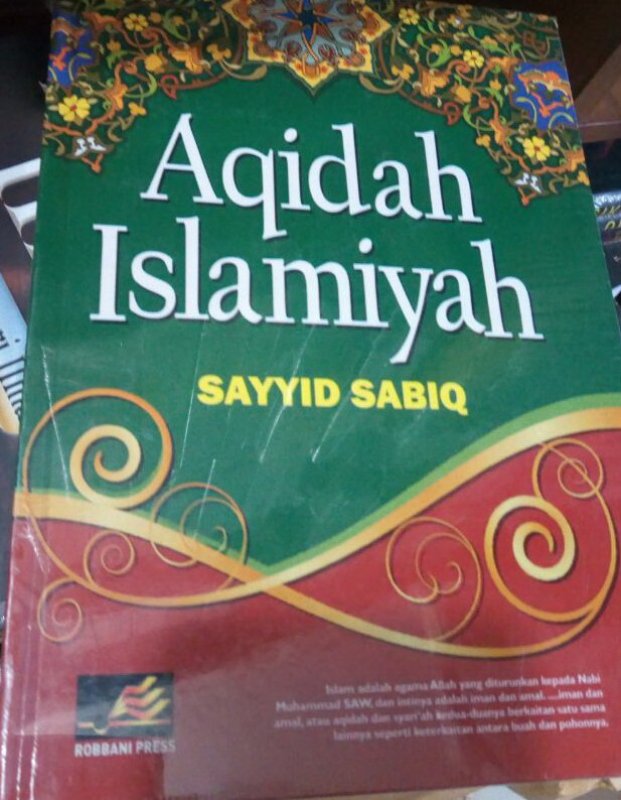 Aqidah
Islamiyah
SAYYID SABIQ
Islam adalah agama Allah yang diturunkan kepada Nabi
Muhammad SAW, dan intinya adalah iman dan amal. ....iman dan
amal, atau aqidah dan syari'ah kedua-duanya berkaitan satu sama
lainnya seperti keterkaitan antara buah dan pohonnya.
ROBBANI PRESS